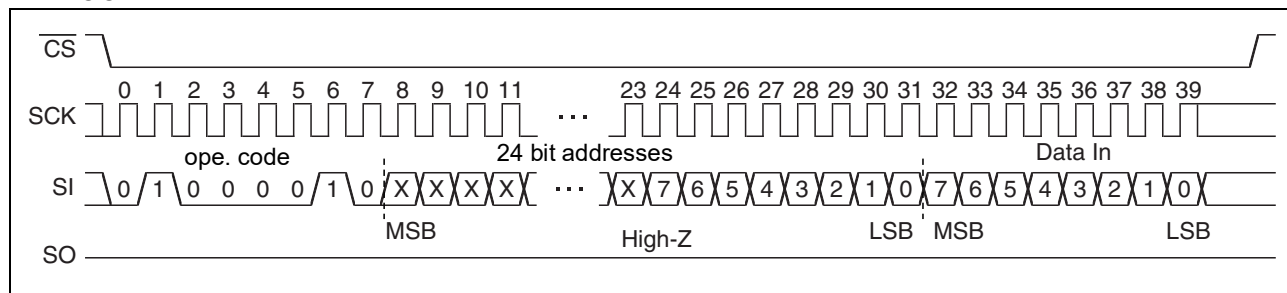 CS
0 1 2 3 4 5 6 7 8 9 10 11 23 24 25 26 27 28 29 30 31 32 33 34 35 36 37 38 39
SCK ...
ope. code 24 bit addresses Data In
SI 0 1 0 0 0 0 1 0 X X X X ... X 7 6 5 4 3 2 1 0 7 6 5 4 3 2 1 0
MSB High-Z LSB MSB LSB
SO